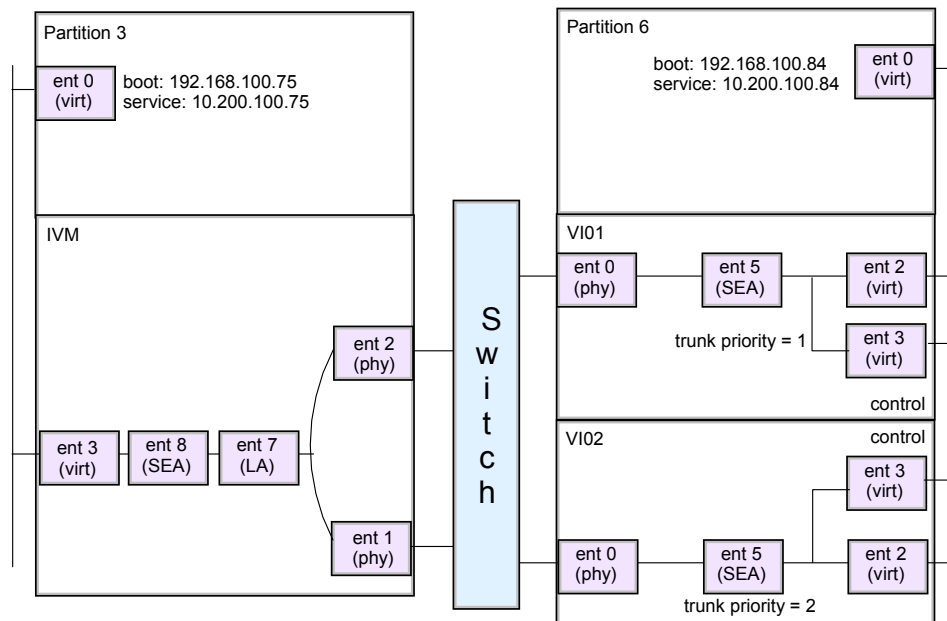 Partition 3
ent 0
(virt)
boot: 192.168.100.75
service: 10.200.100.75
IVM
ent 2
(phy)
ent 3
(virt)
ent 8
(SEA)
ent 7
(LA)
ent 1
(phy)
S
w
i
t
c
h
Partition 6
boot: 192.168.100.84
service: 10.200.100.84
ent 0
(virt)
VI01
ent 0
(phy)
ent 5
(SEA)
ent 2
(virt)
trunk priority = 1
ent 3
(virt)
control
VI02
control
ent 3
(virt)
ent 0
(phy)
ent 5
(SEA)
ent 2
(virt)
trunk priority = 2